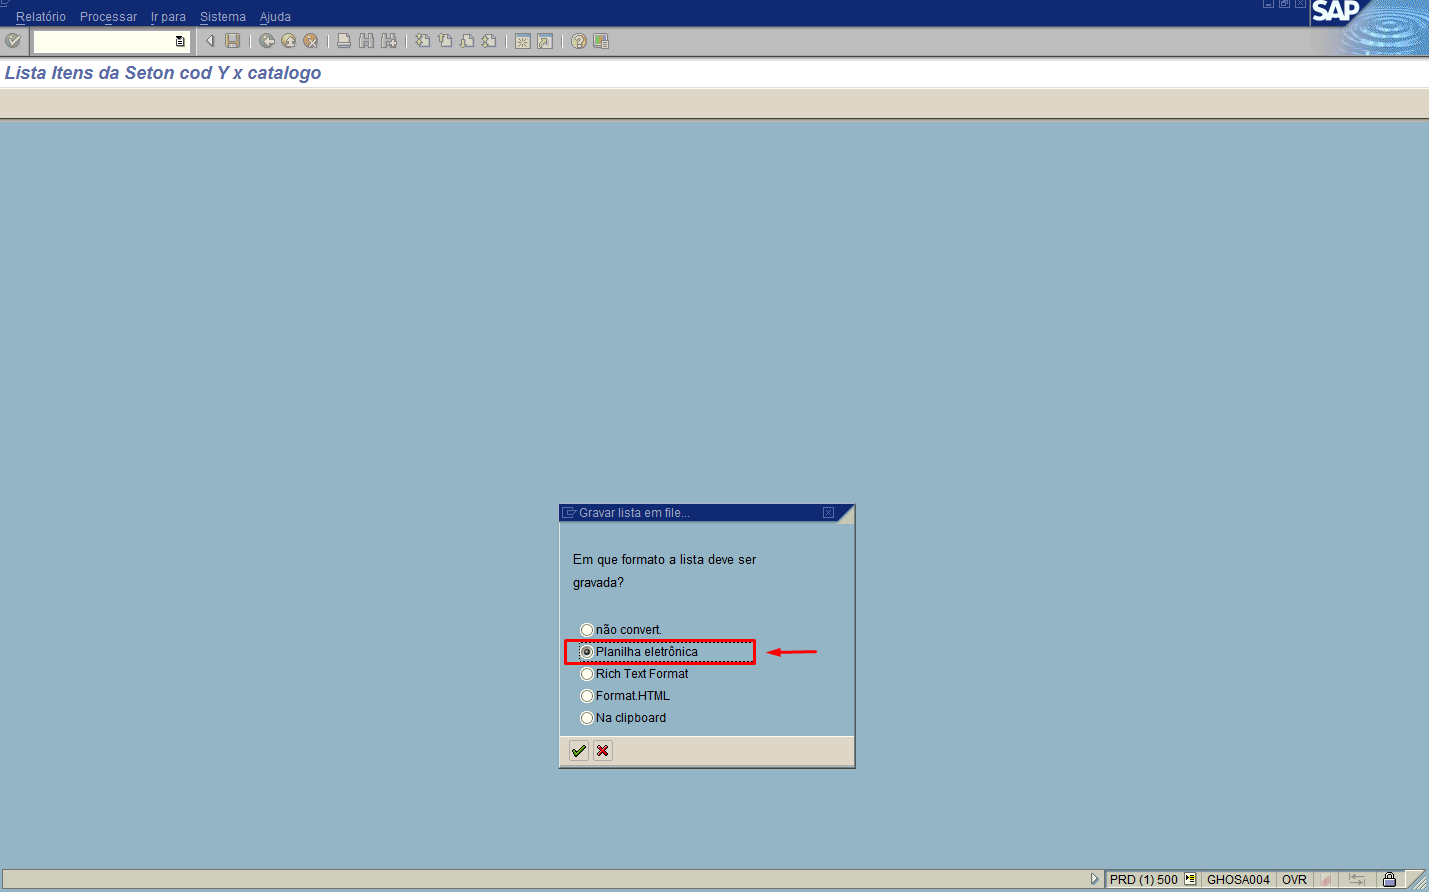 Relatório Processar Ir para Sistema Ajuda
SAP
Lista Itens da Seton cod Y x catalogo
Gravar lista em file...
Em que formato a lista deve ser
gravada?
não convert.
Planilha eletrônica
Rich Text Format
Format.HTML
Na clipboard
PRD (1) 500 GHOSA004 OVR